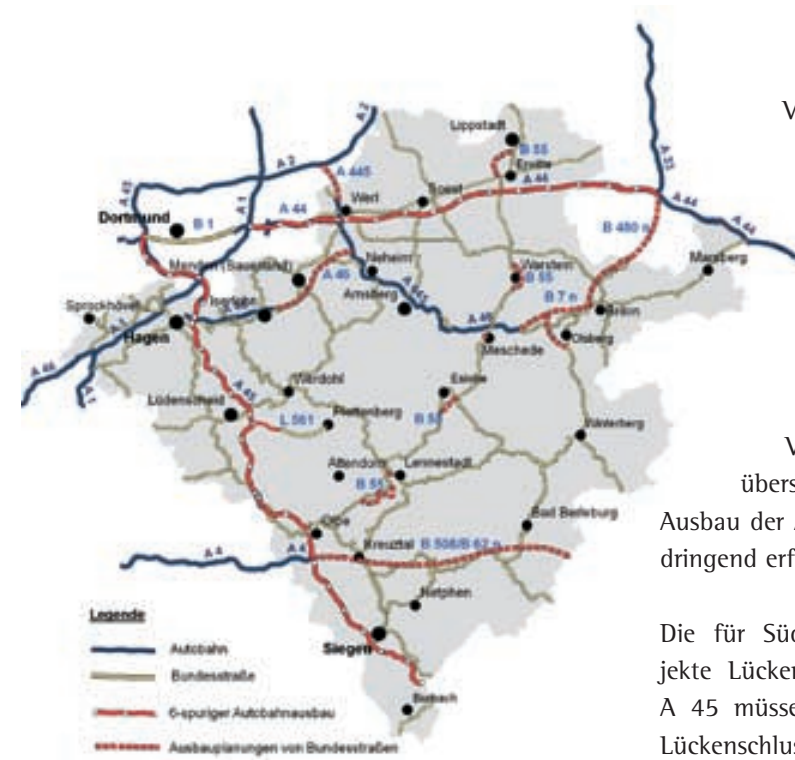 A 2
A 2
A 33
Lippstadt
B 55
Erwitte
A 445
A 44
A 45
A 1
Werl
Soest
A 44
A 44
A 44
Dortmund
B 1
B 480 n
Menden (Sauerland)
Neheim
Warstein
Marsberg
A 46
B 55
Arnsberg
A 445
Iserlohn
B 7 n
Sprockhövel
A 1
A 46
Brilon
Hagen
Olsberg
Meschede
A 46
A 1
A 45
Werdohl
Eslohe
Lüdenscheid
L 561
Plettenberg
B 55
Winterberg
Attendorn
Lennestadt
B 55
Olpe
Bad Berleburg
A 4
A 4
Kreuztal
B 508/B 62 n
Netphen
Siegen
Burbach
Legende
Autobahn
Bundesstraße
6-spuriger Autobahnausbau
Ausbauplanungen von Bundesstraßen
V
V
übers
Ausbau der
dringend erf
Die für Süd
jekte Lücken
A 45 müsse
Lückenschlus